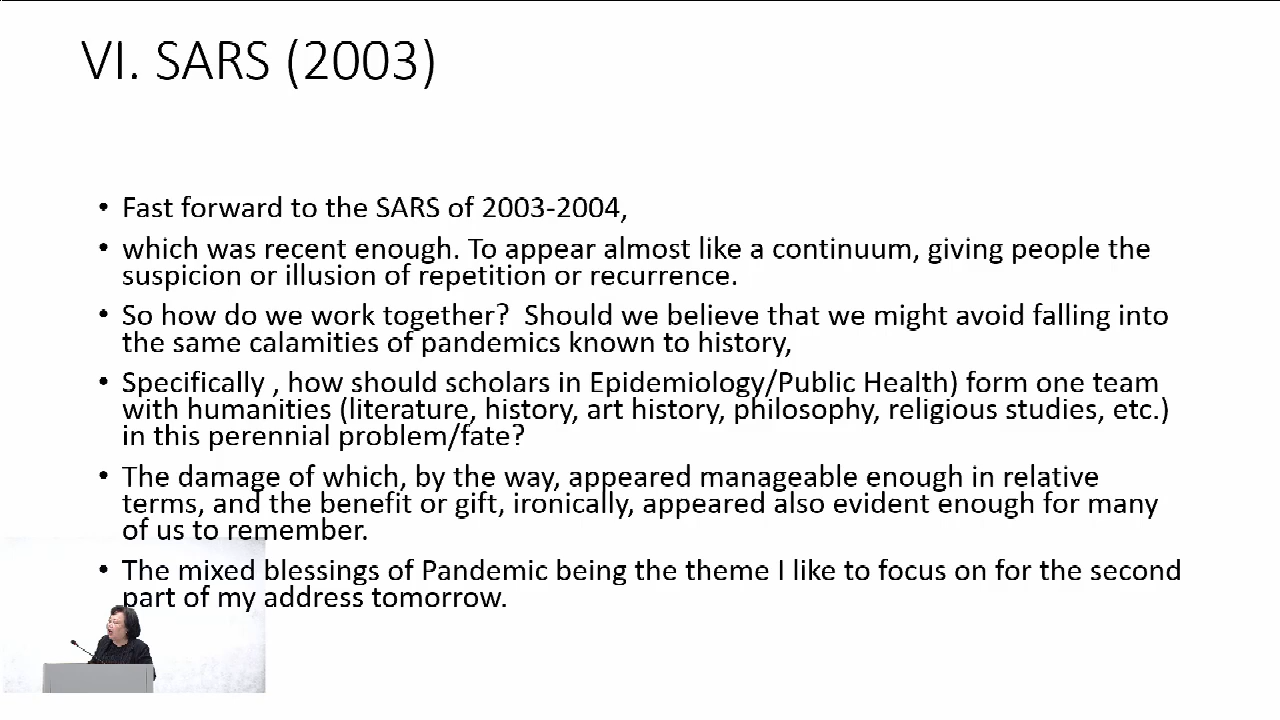 VI. SARS (2003)
• Fast forward to the SARS of 2003-2004,
• which was recent enough. To appear almost like a continuum, giving people the
suspicion or illusion of repetition or recurrence.
• So how do we work together?  Should we believe that we might avoid falling into
the same calamities of pandemics known to history,
• Specifically , how should scholars in Epidemiology/Public Health) form one team
with humanities (literature, history, art history, philosophy, religious studies, etc.)
in this perennial problem/fate?
• The damage of which, by the way, appeared manageable enough in relative
terms, and the benefit or gift, ironically, appeared also evident enough for many
of us to remember.
• The mixed blessings of Pandemic being the theme I like to focus on for the second
part of my address tomorrow.